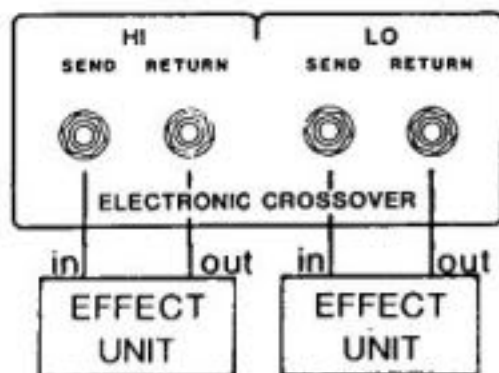 HI LO
SEND RETURN SEND RETURN
ELECTRONIC CROSSOVER
in out in out
EFFECT EFFECT
UNIT UNIT